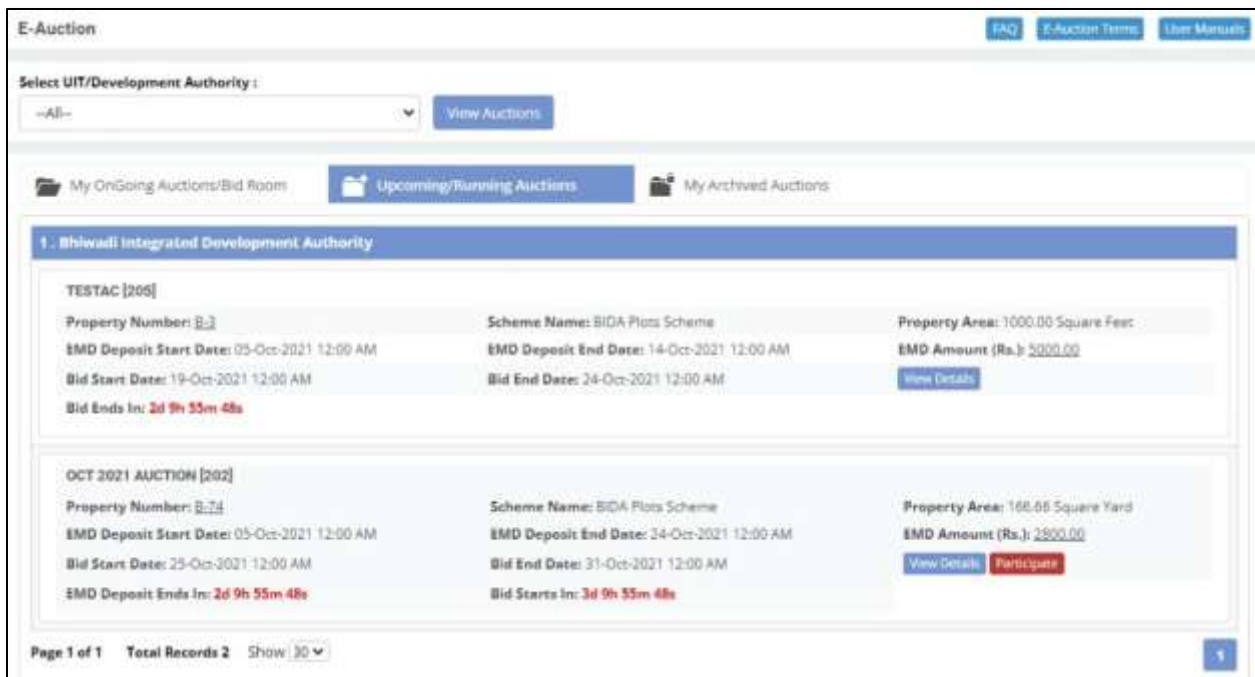 E-Auction FAQ E-Auction Terms User Manuals
Select UIT/Development Authority :
--All-- View Auctions
My OnGoing Auctions/Bid Room Upcoming/Running Auctions My Archived Auctions
1 . Bhiwadi Integrated Development Authority
TESTAC [205]
Property Number: B-3 Scheme Name: BIDA Plots Scheme Property Area: 1000.00 Square Feet
EMD Deposit Start Date: 05-Oct-2021 12:00 AM EMD Deposit End Date: 14-Oct-2021 12:00 AM EMD Amount (Rs.): 5000.00
Bid Start Date: 19-Oct-2021 12:00 AM Bid End Date: 24-Oct-2021 12:00 AM View Details
Bid Ends In: 2d 9h 55m 48s
OCT 2021 AUCTION [202]
Property Number: B-74 Scheme Name: BIDA Plots Scheme Property Area: 166.66 Square Yard
EMD Deposit Start Date: 05-Oct-2021 12:00 AM EMD Deposit End Date: 24-Oct-2021 12:00 AM EMD Amount (Rs.): 2800.00
Bid Start Date: 25-Oct-2021 12:00 AM Bid End Date: 31-Oct-2021 12:00 AM View Details Participate
EMD Deposit Ends In: 2d 9h 55m 48s Bid Starts In: 3d 9h 55m 48s
Page 1 of 1 Total Records 2 Show 30 1